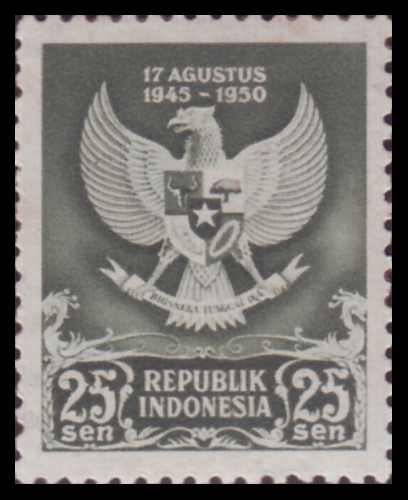 17 AGUSTUS
1945 - 1950
BHINNEKA TUNGGAL IKA
REPUBLIK
INDONESIA
25
sen
25
sen